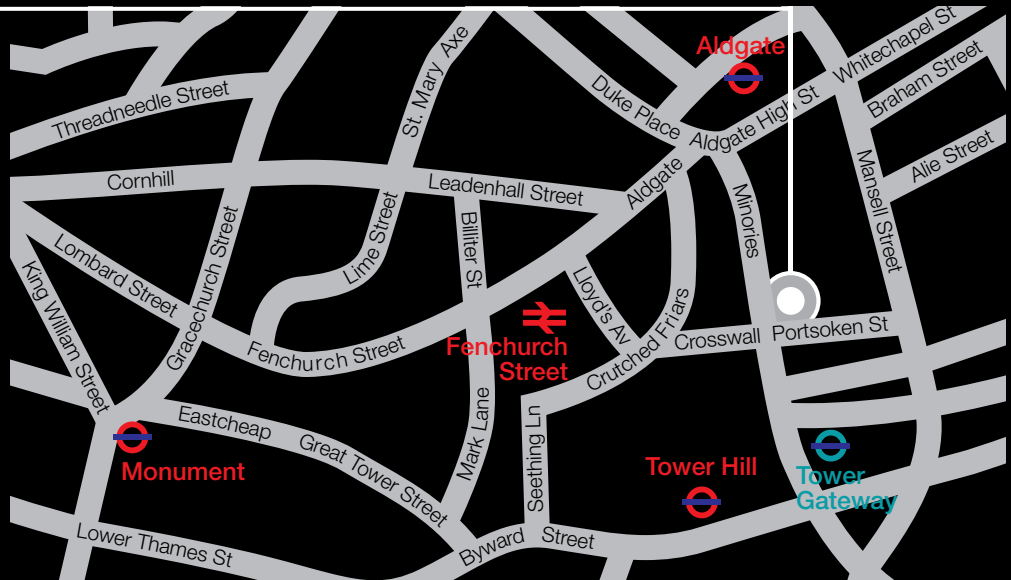 Aldgate
Whitechapel St
Braham Street
St. Mary Axe
Duke Place
Threadneedle Street
Aldgate High St
Alie Street
Cornhill
Leadenhall Street
Aldgate
Minories
Mansell Street
Lime Street
Billiter St
Gracechurch Street
Lombard Street
King William Street
Lloyd's Av
Fenchurch
Street
Fenchurch Street
Crutched Friars
Crosswall
Portsoken St
Eastcheap
Great Tower Street
Mark Lane
Seething Ln
Monument
Tower Hill
Tower
Gateway
Lower Thames St
Byward Street